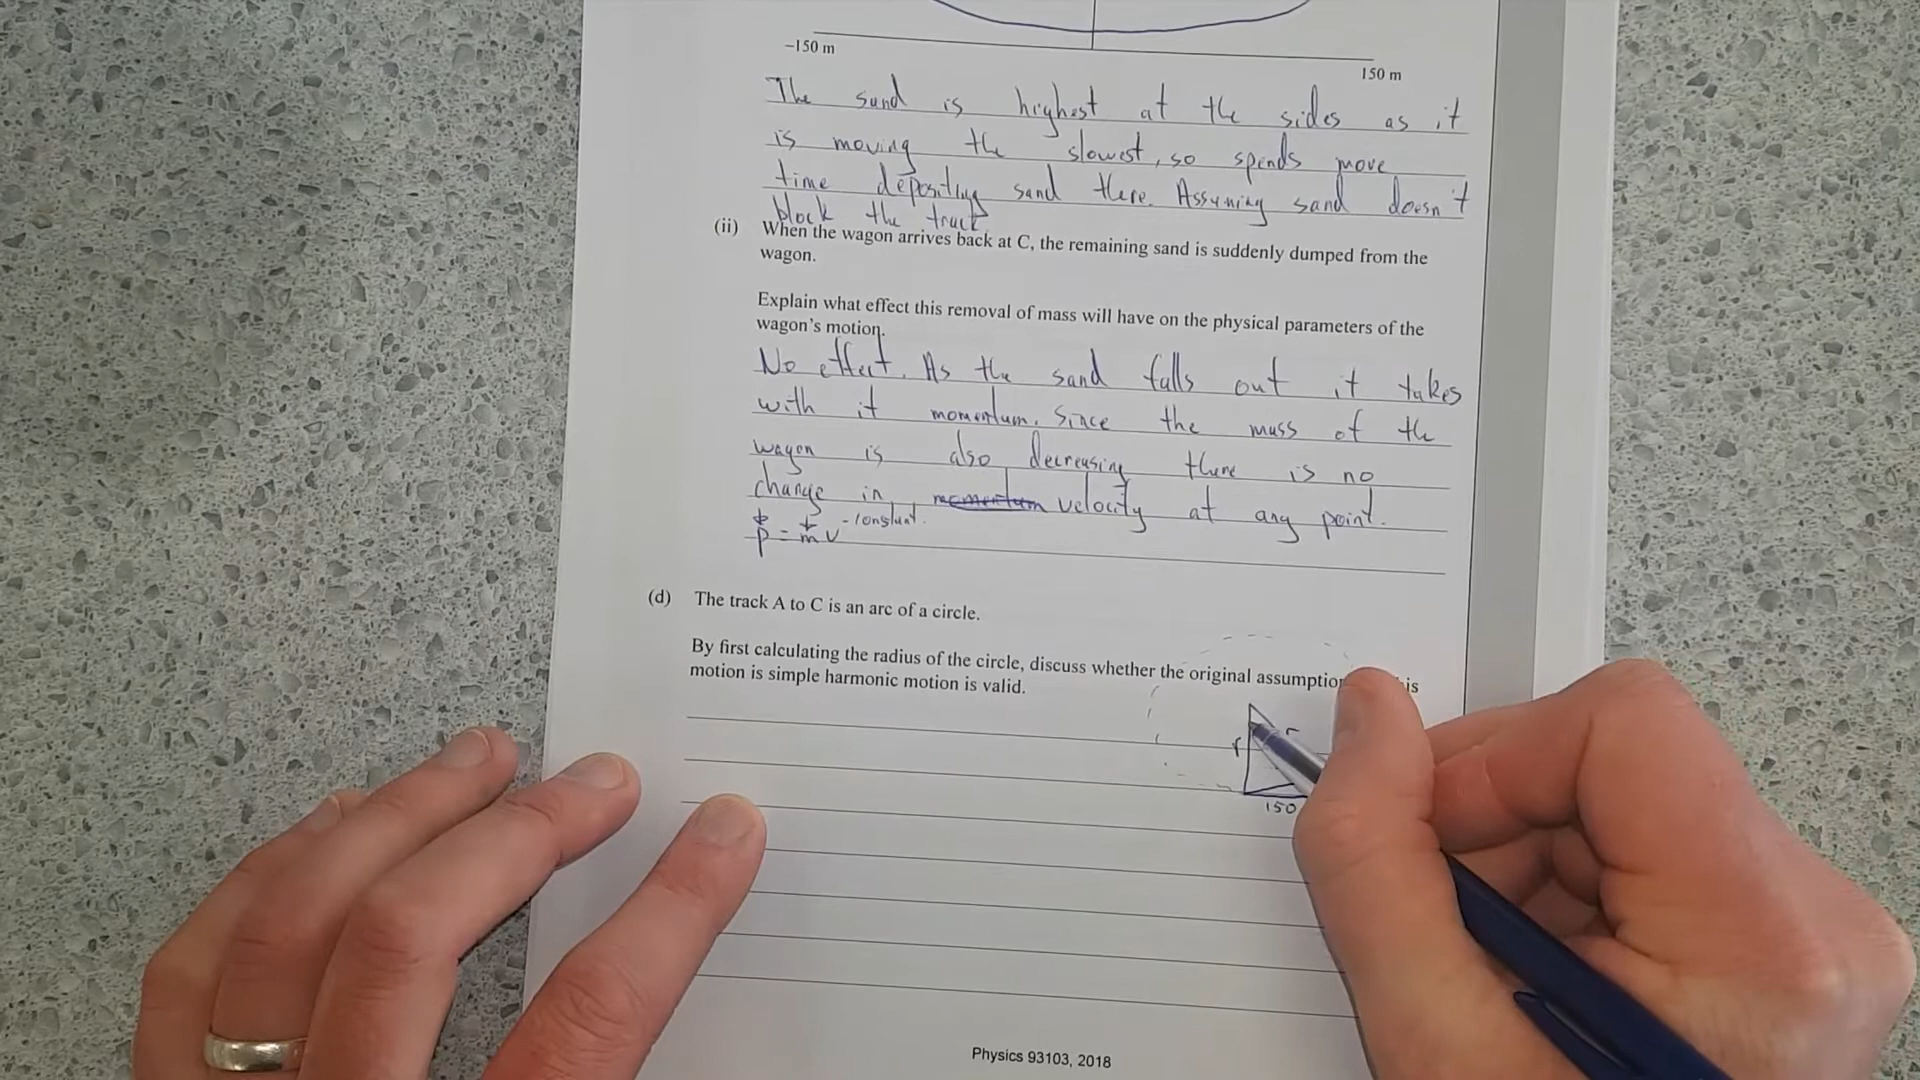 −150 m
150 m
The sand is highest at the sides as it
is moving the slowest, so spends more
time depositing sand there. Assuming sand doesn't
block the track
(ii) When the wagon arrives back at C, the remaining sand is suddenly dumped from the
wagon.
Explain what effect this removal of mass will have on the physical parameters of the
wagon's motion.
No effect. As the sand falls out it takes
with it momentum. Since the mass of the
wagon is also decreasing there is no
change in momentum velocity at any point.
p = m v - constant.
(d) The track A to C is an arc of a circle.
By first calculating the radius of the circle, discuss whether the original assumption is
motion is simple harmonic motion is valid.
r r
150
Physics 93103, 2018